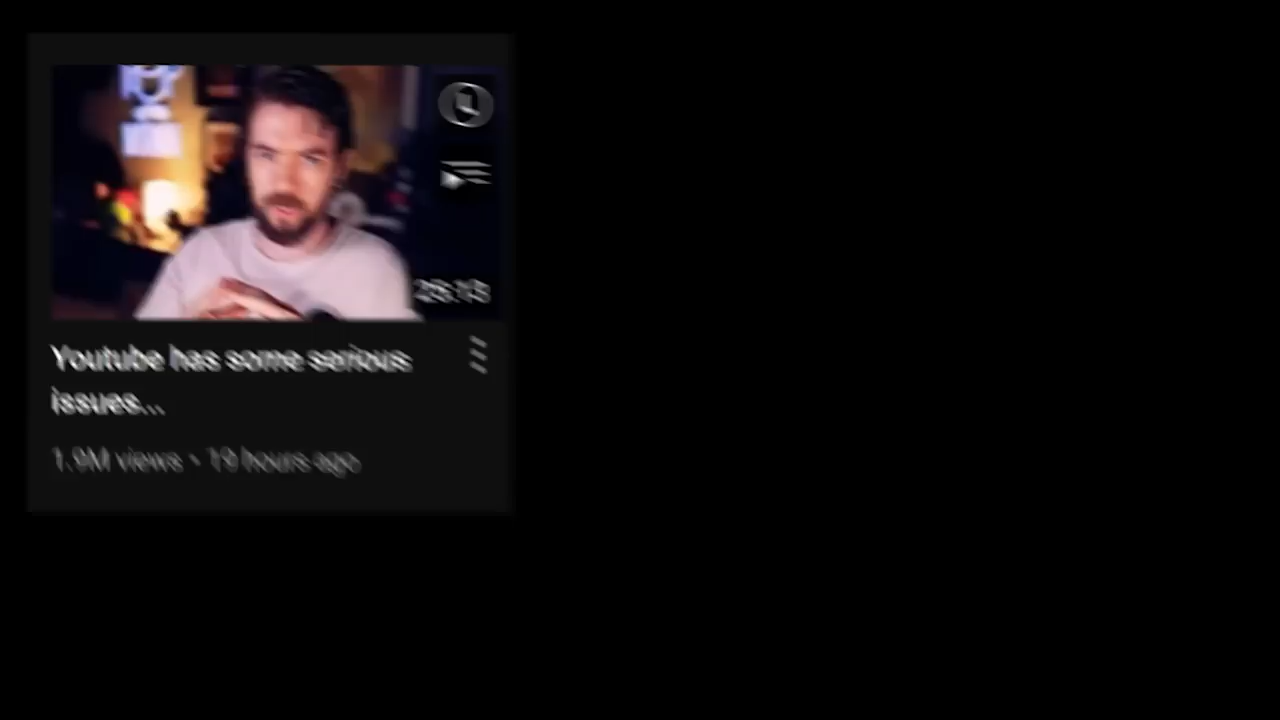 Youtube has some serious
issues...
1.9M views • 19 hours ago